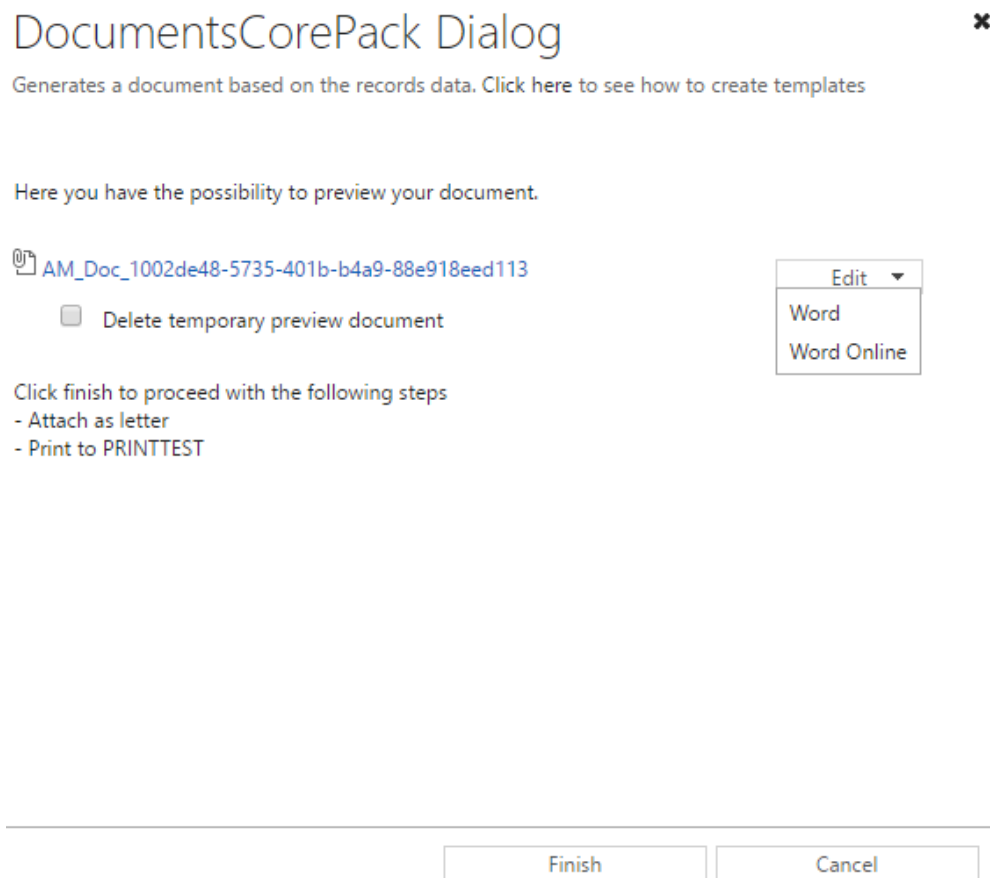 DocumentsCorePack Dialog
Generates a document based on the records data. Click here to see how to create templates
Here you have the possibility to preview your document.
AM_Doc_1002de48-5735-401b-b4a9-88e918eed113
Edit
Delete temporary preview document
Word
Word Online
Click finish to proceed with the following steps
- Attach as letter
- Print to PRINTTEST
Finish
Cancel